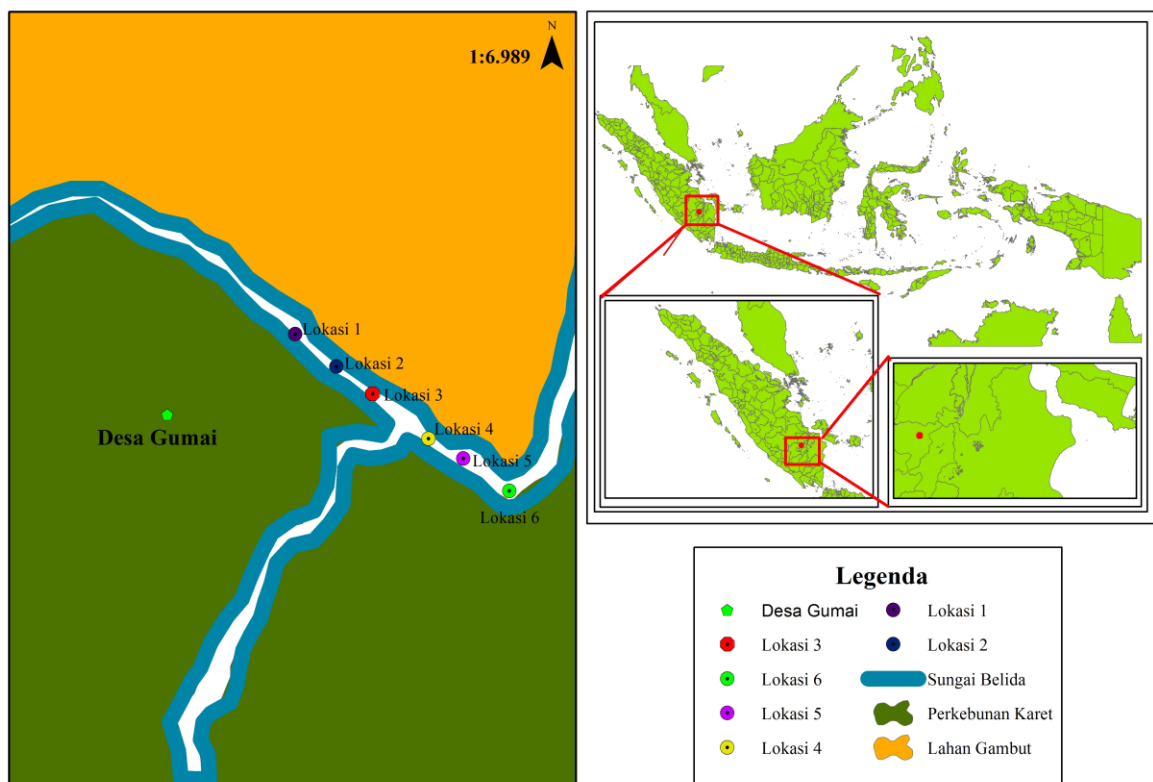 N
1:6.989
Lokasi 1
Lokasi 2
Lokasi 3
Desa Gumai
Lokasi 4
Lokasi 5
Lokasi 6
Legenda
Desa Gumai
Lokasi 1
Lokasi 3
Lokasi 2
Lokasi 6
Sungai Belida
Lokasi 5
Perkebunan Karet
Lokasi 4
Lahan Gambut